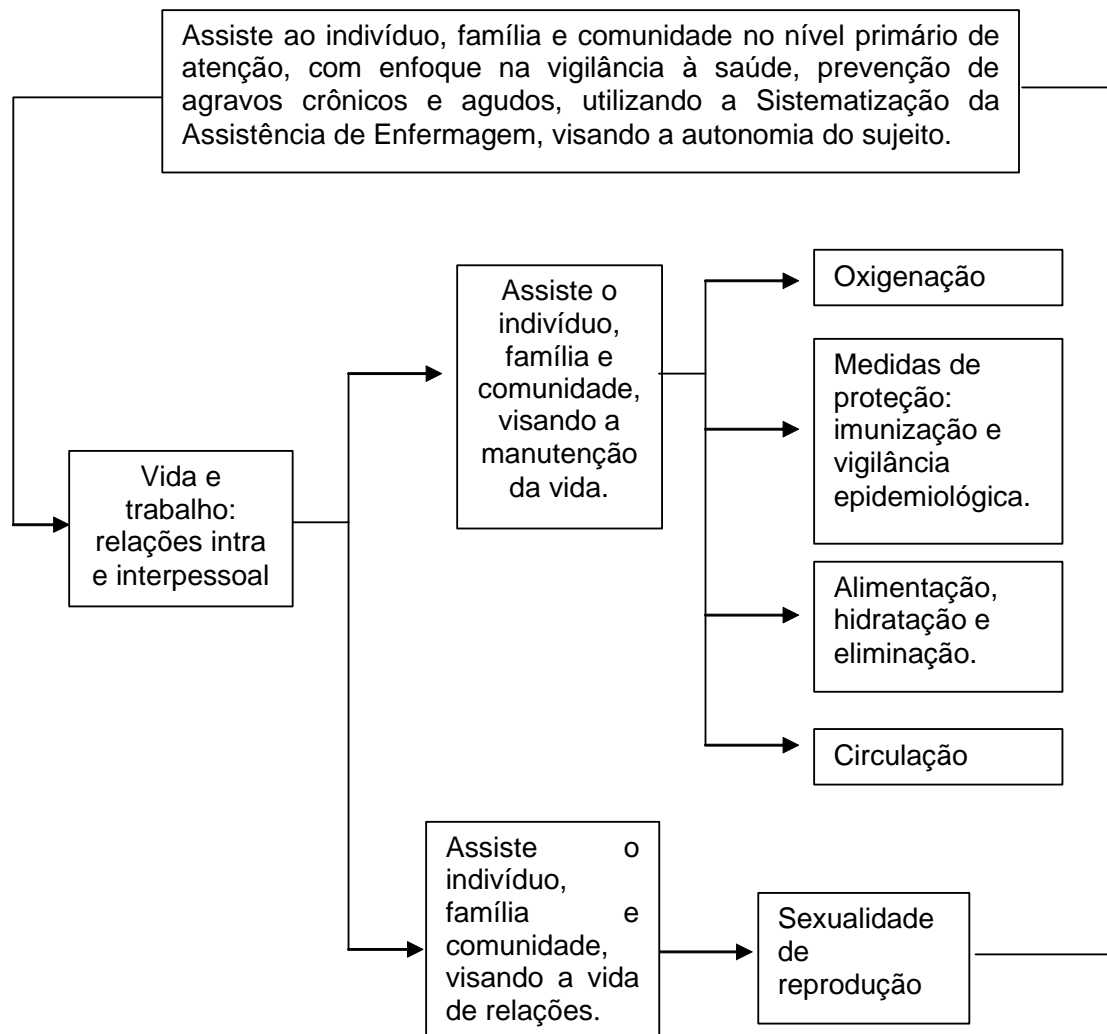 Assiste ao indivíduo, família e comunidade no nível primário de
atenção, com enfoque na vigilância à saúde, prevenção de
agravos crônicos e agudos, utilizando a Sistematização da
Assistência de Enfermagem, visando a autonomia do sujeito.
Vida e
trabalho:
relações intra
e interpessoal
Assiste o
indivíduo,
família e
comunidade,
visando a
manutenção
da vida.
Oxigenação
Medidas de
proteção:
imunização e
vigilância
epidemiológica.
Alimentação,
hidratação e
eliminação.
Circulação
Assiste o
indivíduo,
família e
comunidade,
visando a vida
de relações.
Sexualidade
de
reprodução